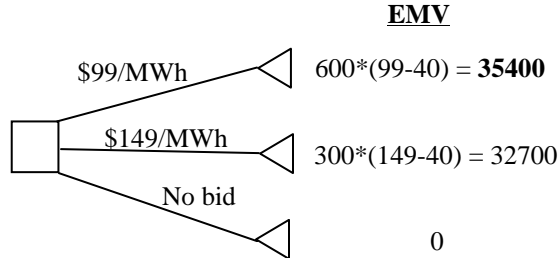 EMV
$99/MWh 600*(99-40) = 35400
$149/MWh 300*(149-40) = 32700
No bid
0